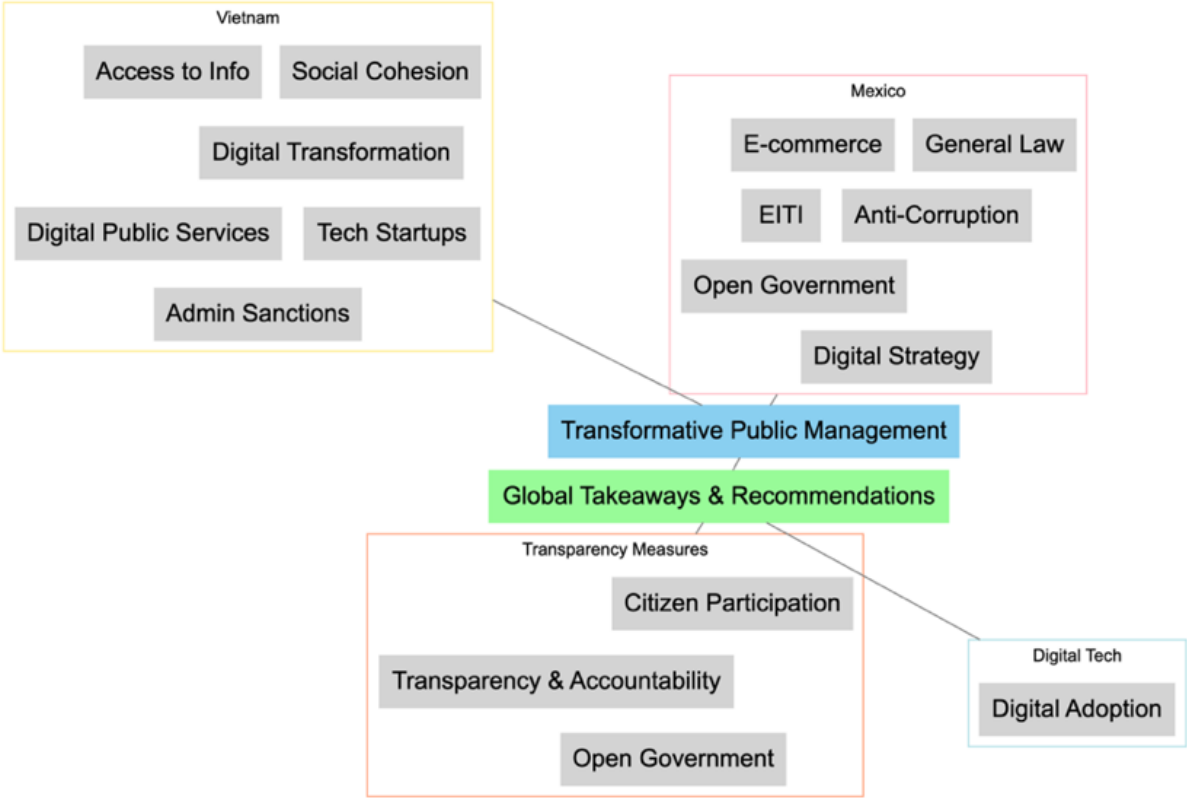 Vietnam
Access to Info
Social Cohesion
Digital Transformation
Digital Public Services
Tech Startups
Admin Sanctions
Mexico
E-commerce
General Law
EITI
Anti-Corruption
Open Government
Digital Strategy
Transformative Public Management
Global Takeaways & Recommendations
Transparency Measures
Citizen Participation
Transparency & Accountability
Open Government
Digital Tech
Digital Adoption